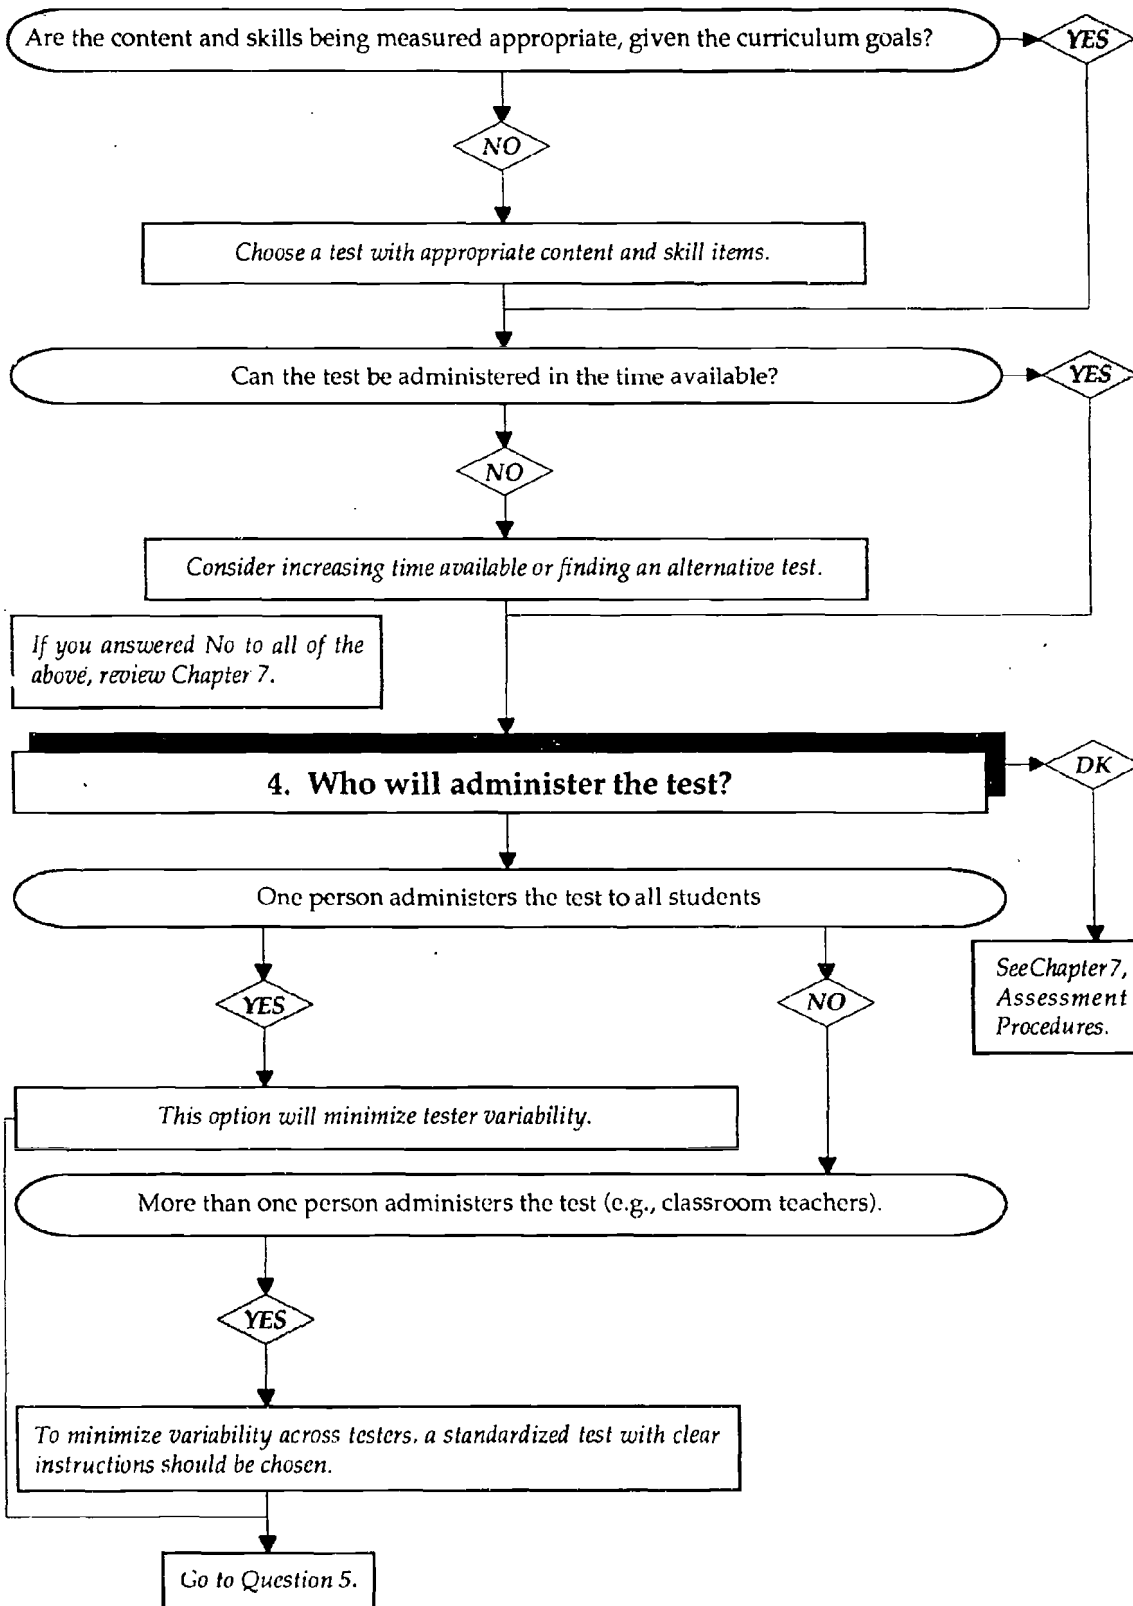 Are the content and skills being measured appropriate, given the curriculum goals?
YES
NO
Choose a test with appropriate content and skill items.
Can the test be administered in the time available?
YES
NO
Consider increasing time available or finding an alternative test.
If you answered No to all of the
above, review Chapter 7.
4. Who will administer the test?
DK
One person administers the test to all students
See Chapter 7,
Assessment
Procedures.
YES
NO
This option will minimize tester variability.
More than one person administers the test (e.g., classroom teachers).
YES
To minimize variability across testers, a standardized test with clear
instructions should be chosen.
Go to Question 5.